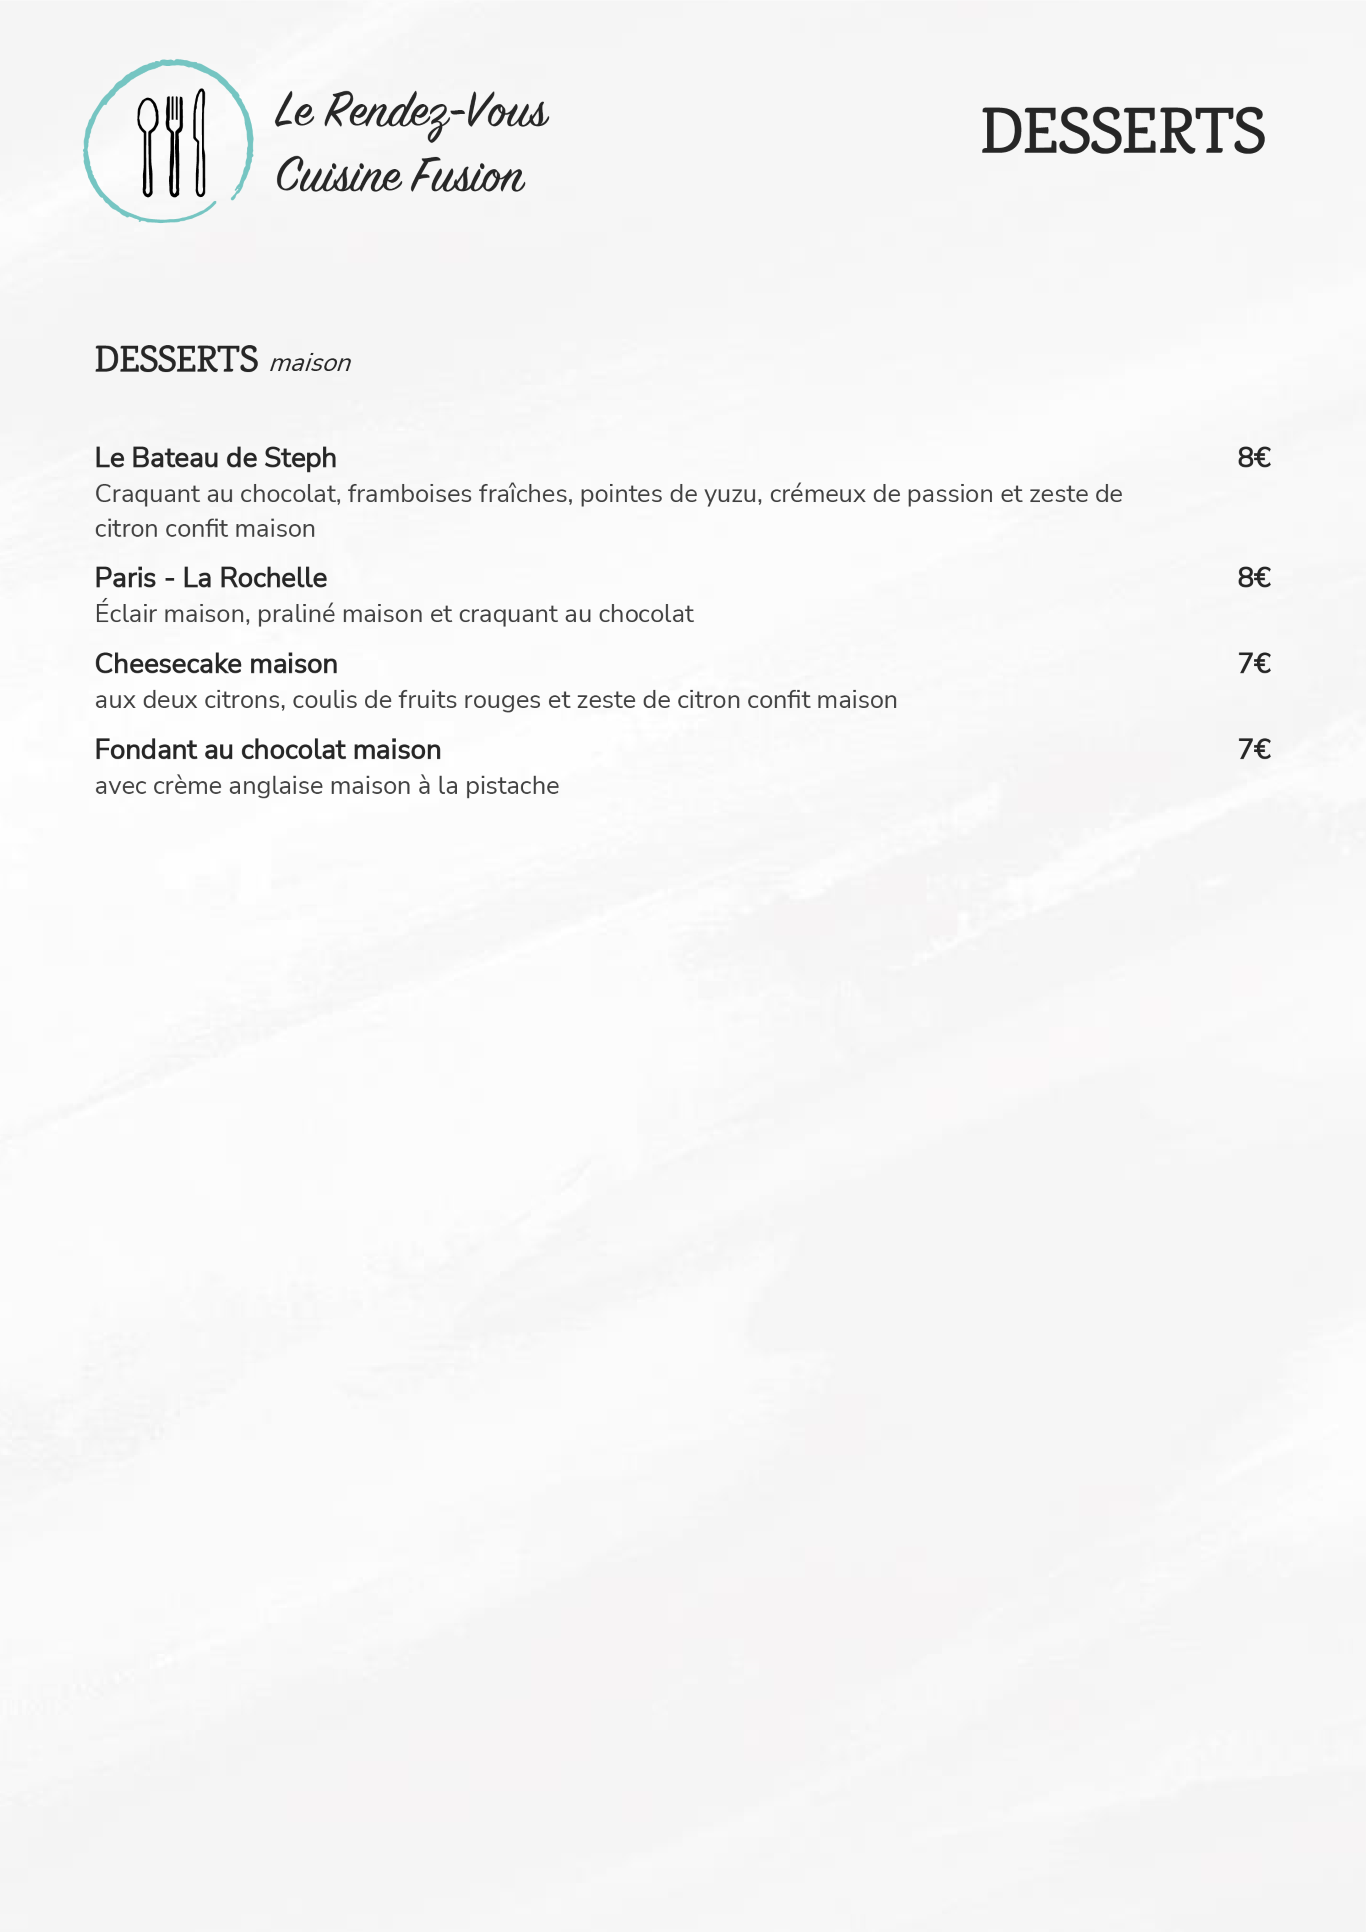 Le Rendez-Vous
Cuisine Fusion
DESSERTS
DESSERTS maison
Le Bateau de Steph 8€
Craquant au chocolat, framboises fraîches, pointes de yuzu, crémeux de passion et zeste de
citron confit maison
Paris - La Rochelle 8€
Éclair maison, praliné maison et craquant au chocolat
Cheesecake maison 7€
aux deux citrons, coulis de fruits rouges et zeste de citron confit maison
Fondant au chocolat maison 7€
avec crème anglaise maison à la pistache